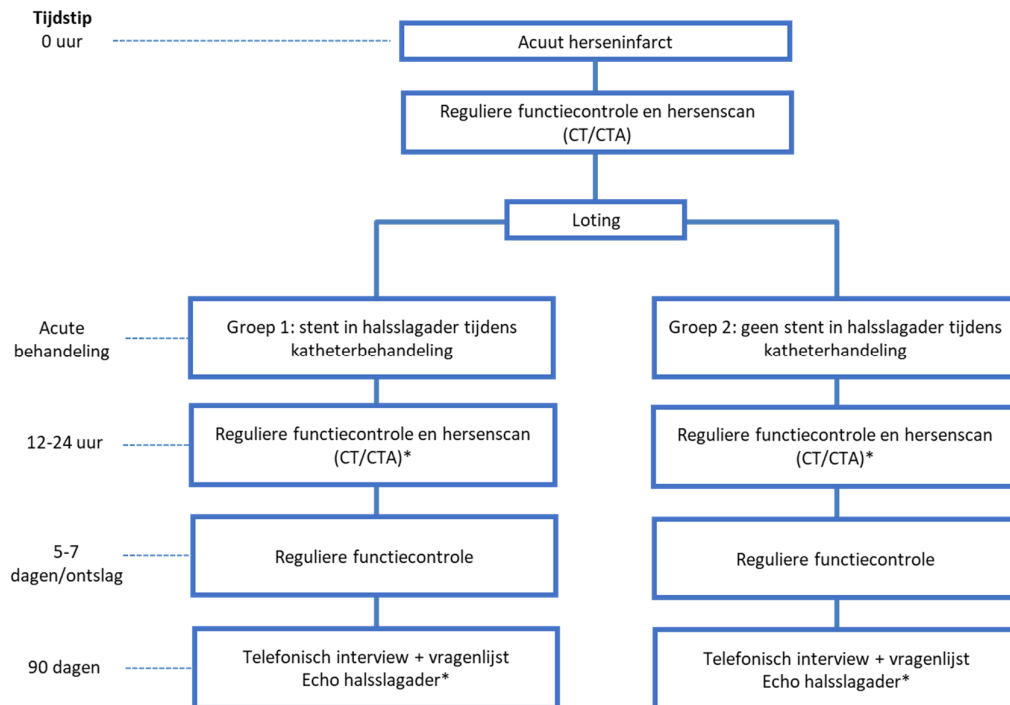 Tijdstip
0 uur
Acuut herseninfarct
Reguliere functiecontrole en hersenscan
(CT/CTA)
Loting
Acute
behandeling
Groep 1: stent in halsslagader tijdens
katheterbehandeling
Groep 2: geen stent in halsslagader tijdens
katheterhandeling
12-24 uur
Reguliere functiecontrole en hersenscan
(CT/CTA)*
Reguliere functiecontrole en hersenscan
(CT/CTA)*
5-7
dagen/ontslag
Reguliere functiecontrole
Reguliere functiecontrole
90 dagen
Telefonisch interview + vragenlijst
Echo halsslagader*
Telefonisch interview + vragenlijst
Echo halsslagader*